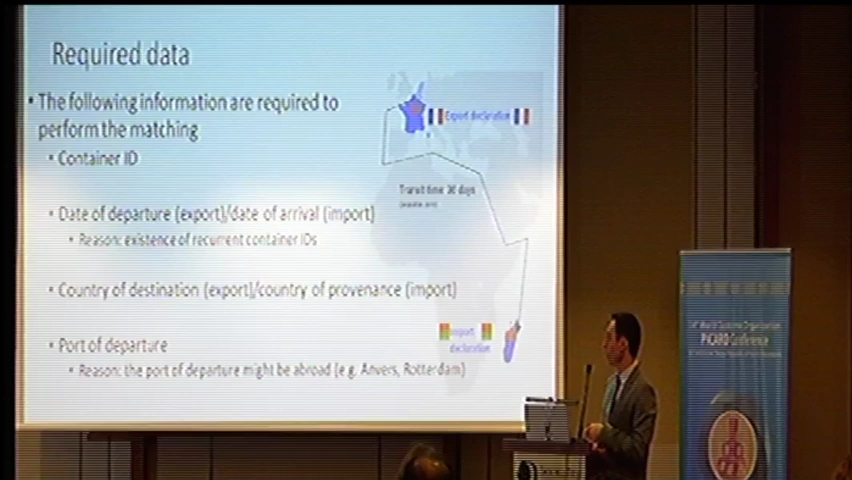 Required data
• The following information are required to
perform the matching
• Container ID
• Date of departure (export)/date of arrival (import)
• Reason: existence of recurrent container IDs
• Country of destination (export)/country of provenance (import)
• Port of departure
• Reason: the port of departure might be abroad (e.g. Anvers, Rotterdam)
Export declaration
Transit time 30 days
declaration
World Customs Organization
PICARD Conference